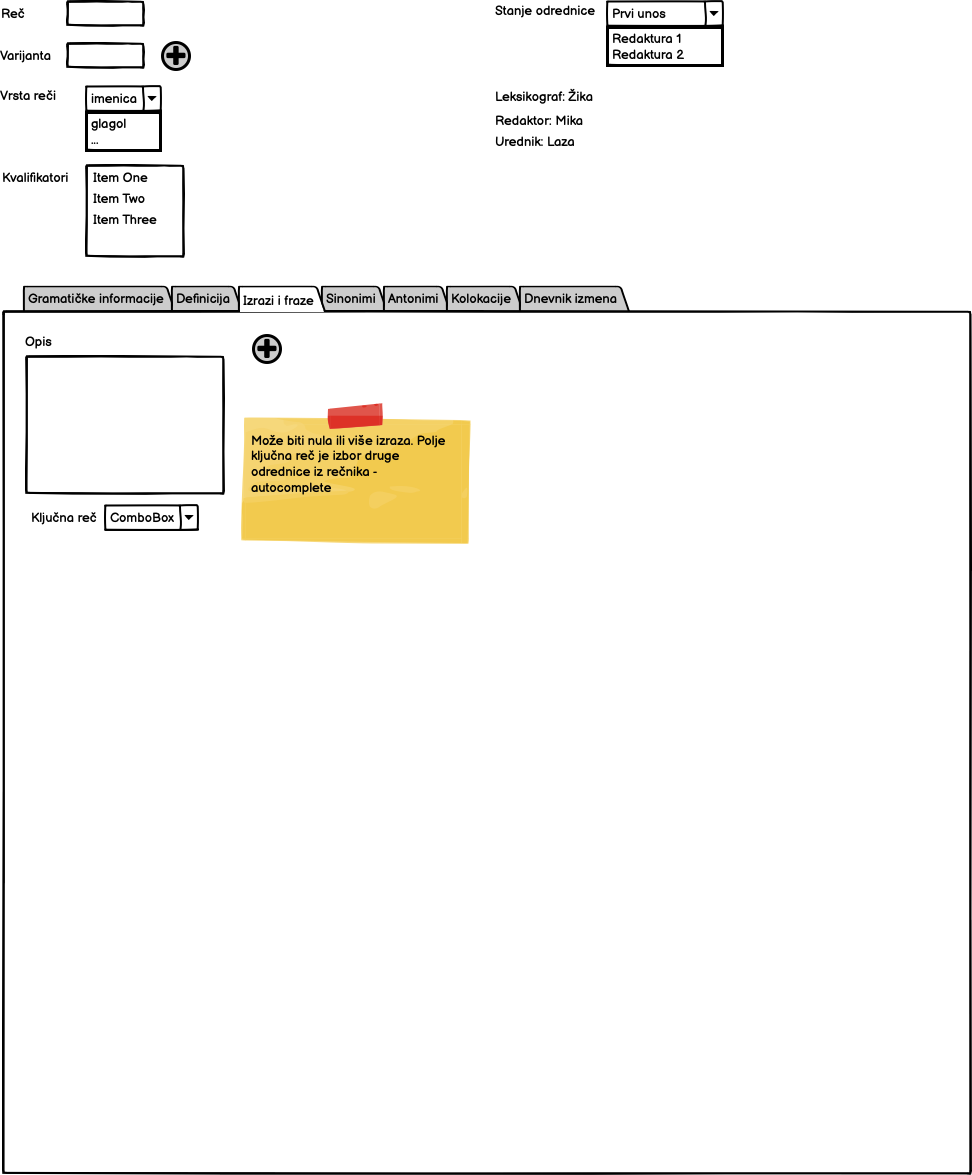 Reč
Stanje odrednice
Prvi unos
Redaktura 1
Redaktura 2
Varijanta
Vrsta reči
imenica
glagol
...
Leksikograf: Žika
Redaktor: Mika
Urednik: Laza
Kvalifikatori
Item One
Item Two
Item Three
Gramatičke informacije Definicija Izrazi i fraze Sinonimi Antonimi Kolokacije Dnevnik izmena
Opis
Može biti nula ili više izraza. Polje
ključna reč je izbor druge
odrednice iz rečnika -
autocomplete
Ključna reč ComboBox